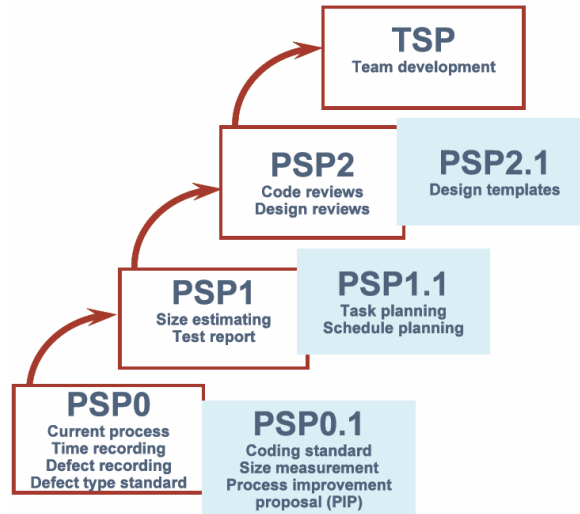 TSP
Team development
PSP2
Code reviews
Design reviews
PSP2.1
Design templates
PSP1
Size estimating
Test report
PSP1.1
Task planning
Schedule planning
PSP0
Current process
Time recording
Defect recording
Defect type standard
PSP0.1
Coding standard
Size measurement
Process improvement
proposal (PIP)